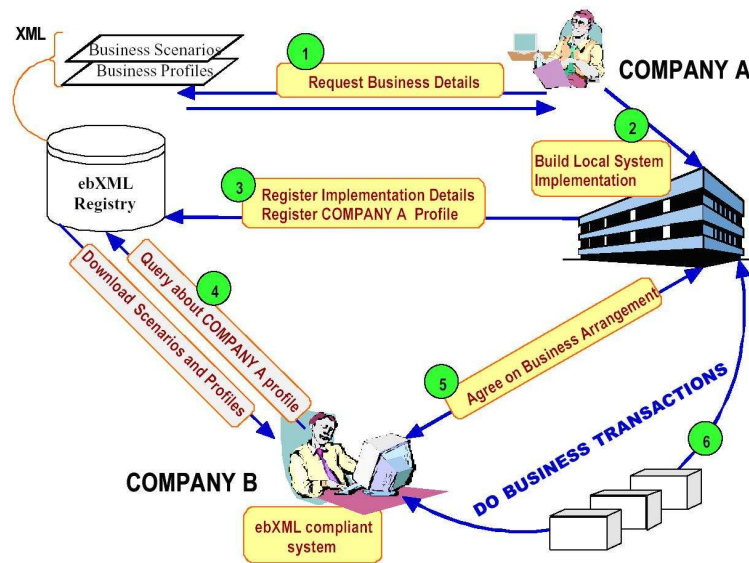 XML
Business Scenarios
Business Profiles
1
Request Business Details
COMPANY A
2
Build Local System
Implementation
ebXML
Registry
3
Register Implementation Details
Register COMPANY A Profile
4
Query about COMPANY A profile
Download Scenarios and Profiles
5
Agree on Business Arrangement
DO BUSINESS TRANSACTIONS
6
COMPANY B
ebXML compliant
system